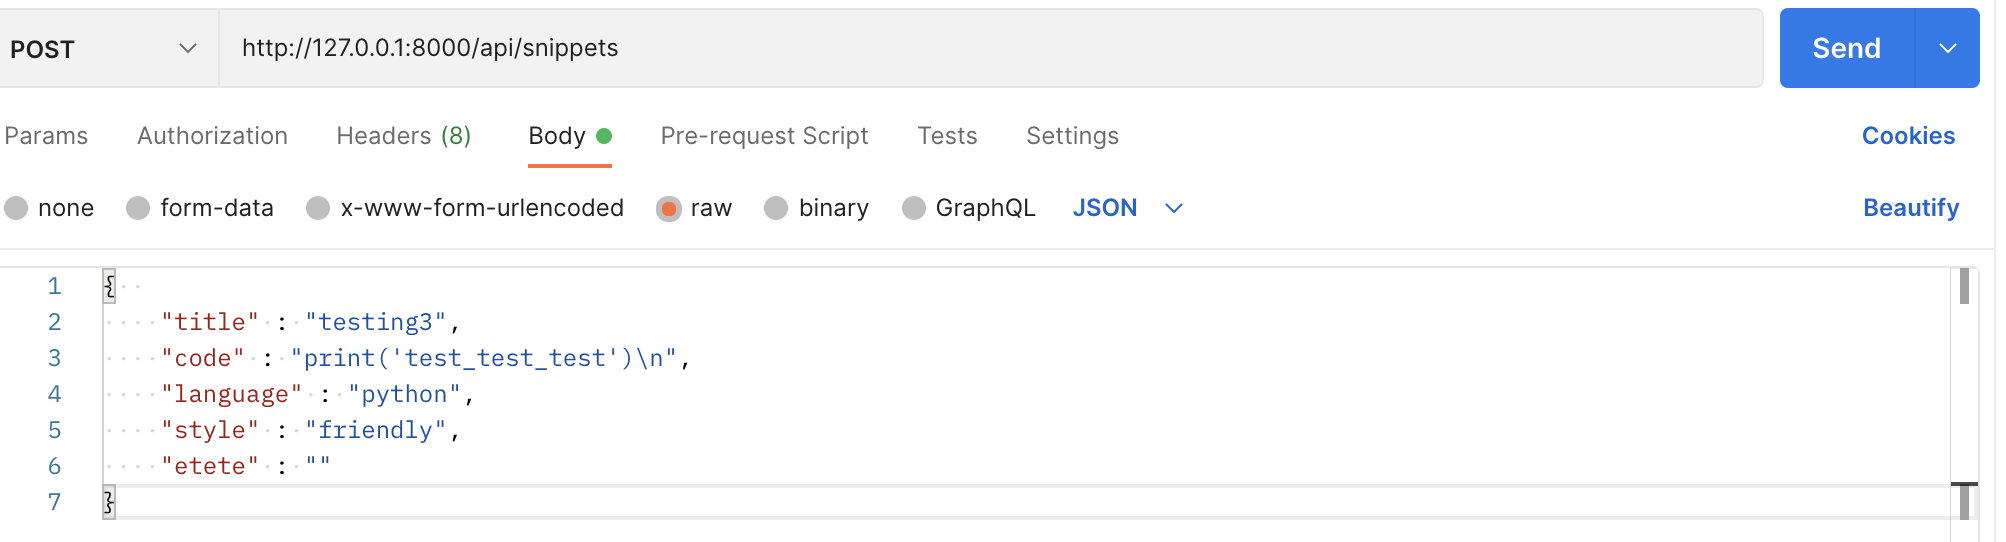 POST http://127.0.0.1:8000/api/snippets Send
Params Authorization Headers (8) Body Pre-request Script Tests Settings Cookies
none form-data x-www-form-urlencoded raw binary GraphQL JSON Beautify
1 {
2 "title" : "testing3",
3 "code" : "print('test_test_test')\n",
4 "language" : "python",
5 "style" : "friendly",
6 "etete" : ""
7 }